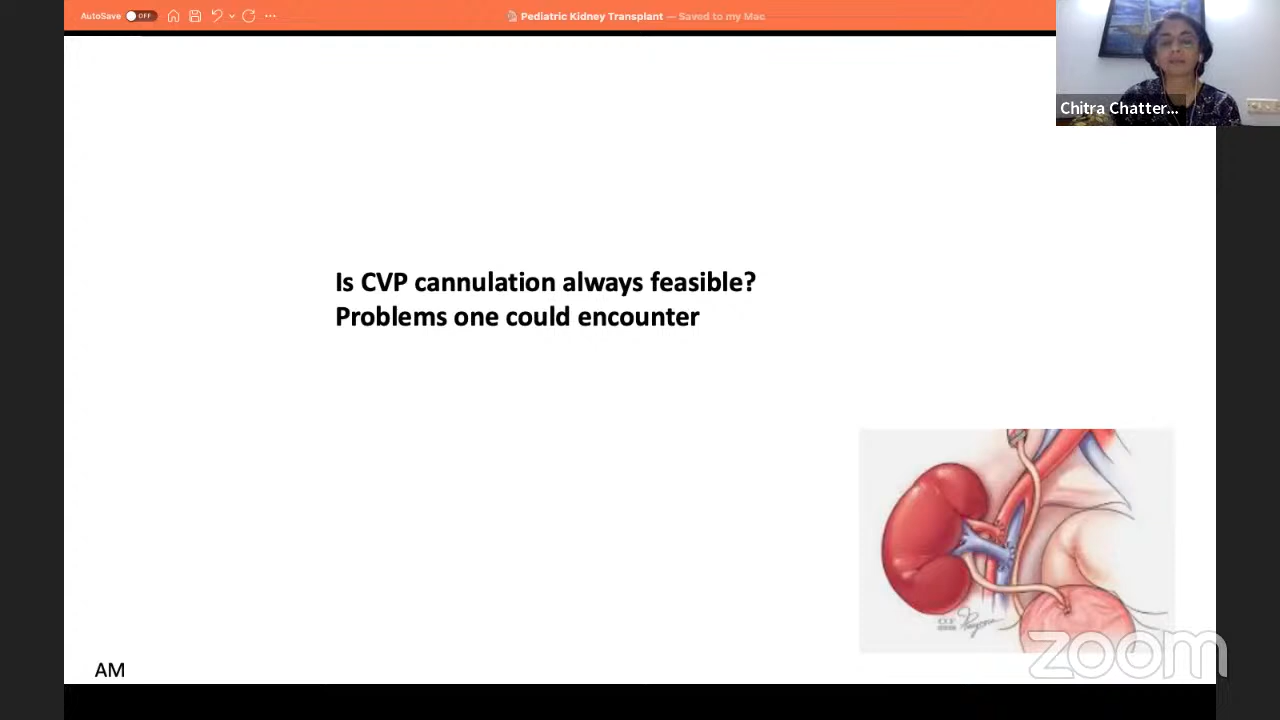 AutoSave OFF
Pediatric Kidney Transplant — Saved to my Mac
Chitra Chatter...
Is CVP cannulation always feasible?
Problems one could encounter
AM
zoom